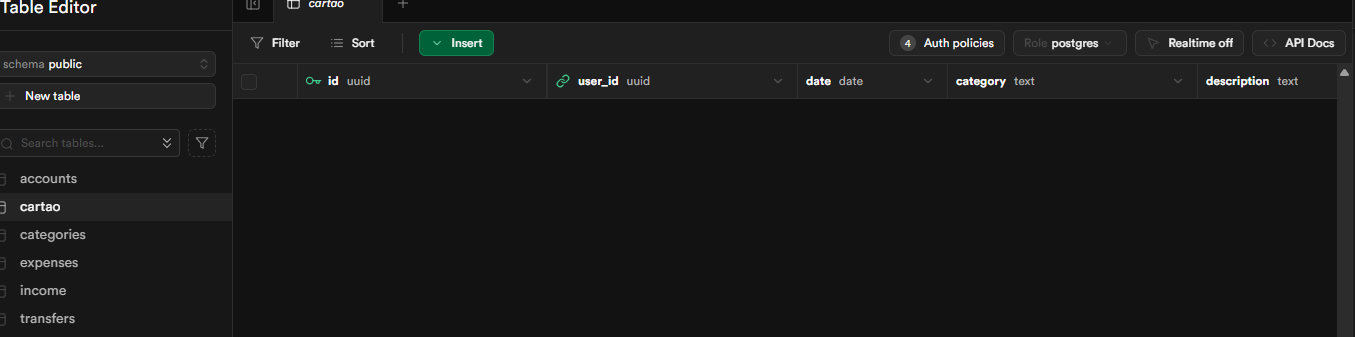 Table Editor
cartao
Filter
Sort
Insert
4 Auth policies
Role postgres
Realtime off
API Docs
schema public
New table
id uuid
user_id uuid
date date
category text
description text
Search tables...
accounts
cartao
categories
expenses
income
transfers